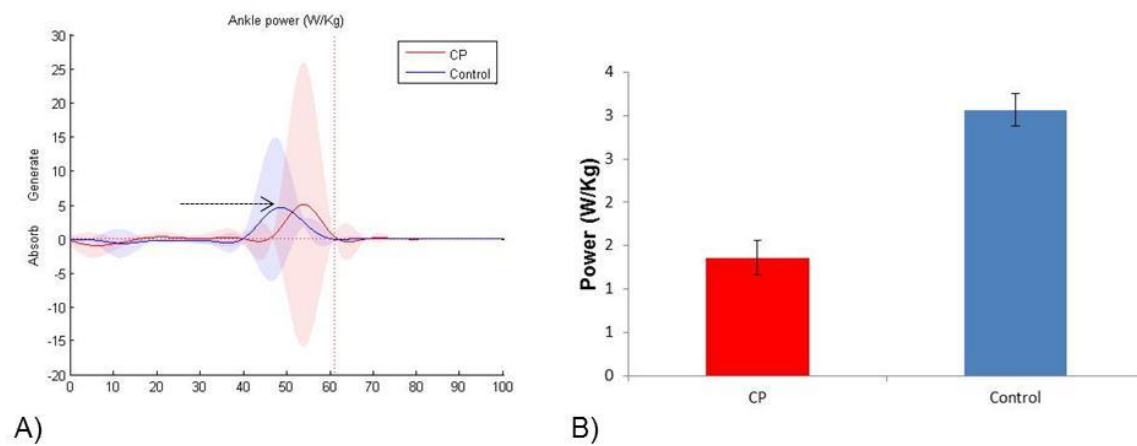 Ankle power (W/Kg)
30
25
20
15
10
5
0
-5
-10
-15
-20
Absorb Generate
CP
Control
0 10 20 30 40 50 60 70 80 90 100
A)
4
3
3
2
2
1
1
0
Power (W/Kg)
CP Control
B)